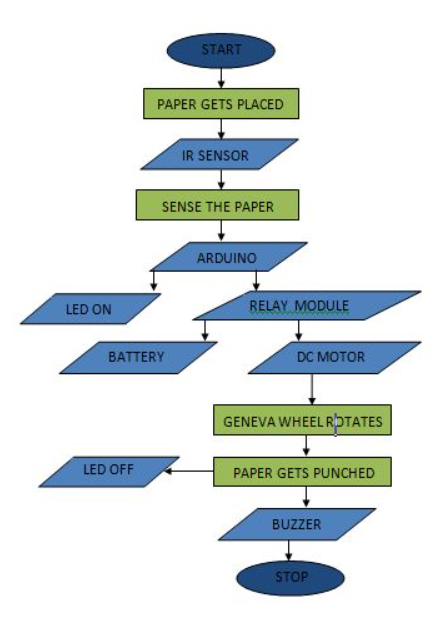 START
PAPER GETS PLACED
IR SENSOR
SENSE THE PAPER
ARDUINO
LED ON
RELAY MODULE
BATTERY
DC MOTOR
GENEVA WHEEL ROTATES
LED OFF
PAPER GETS PUNCHED
BUZZER
STOP